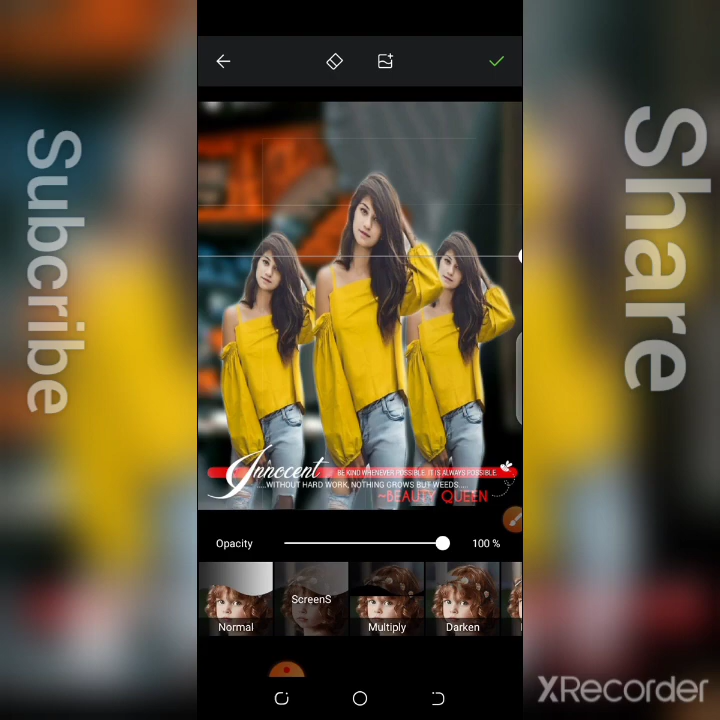 Subcribe
Share
Innocent
BE KIND WHENEVER POSSIBLE. IT IS ALWAYS POSSIBLE.
....WITHOUT HARD WORK, NOTHING GROWS BUT WEEDS.....
~BEAUTY QUEEN
Opacity
100 %
Normal
ScreenS
Multiply
Darken
XRecorder